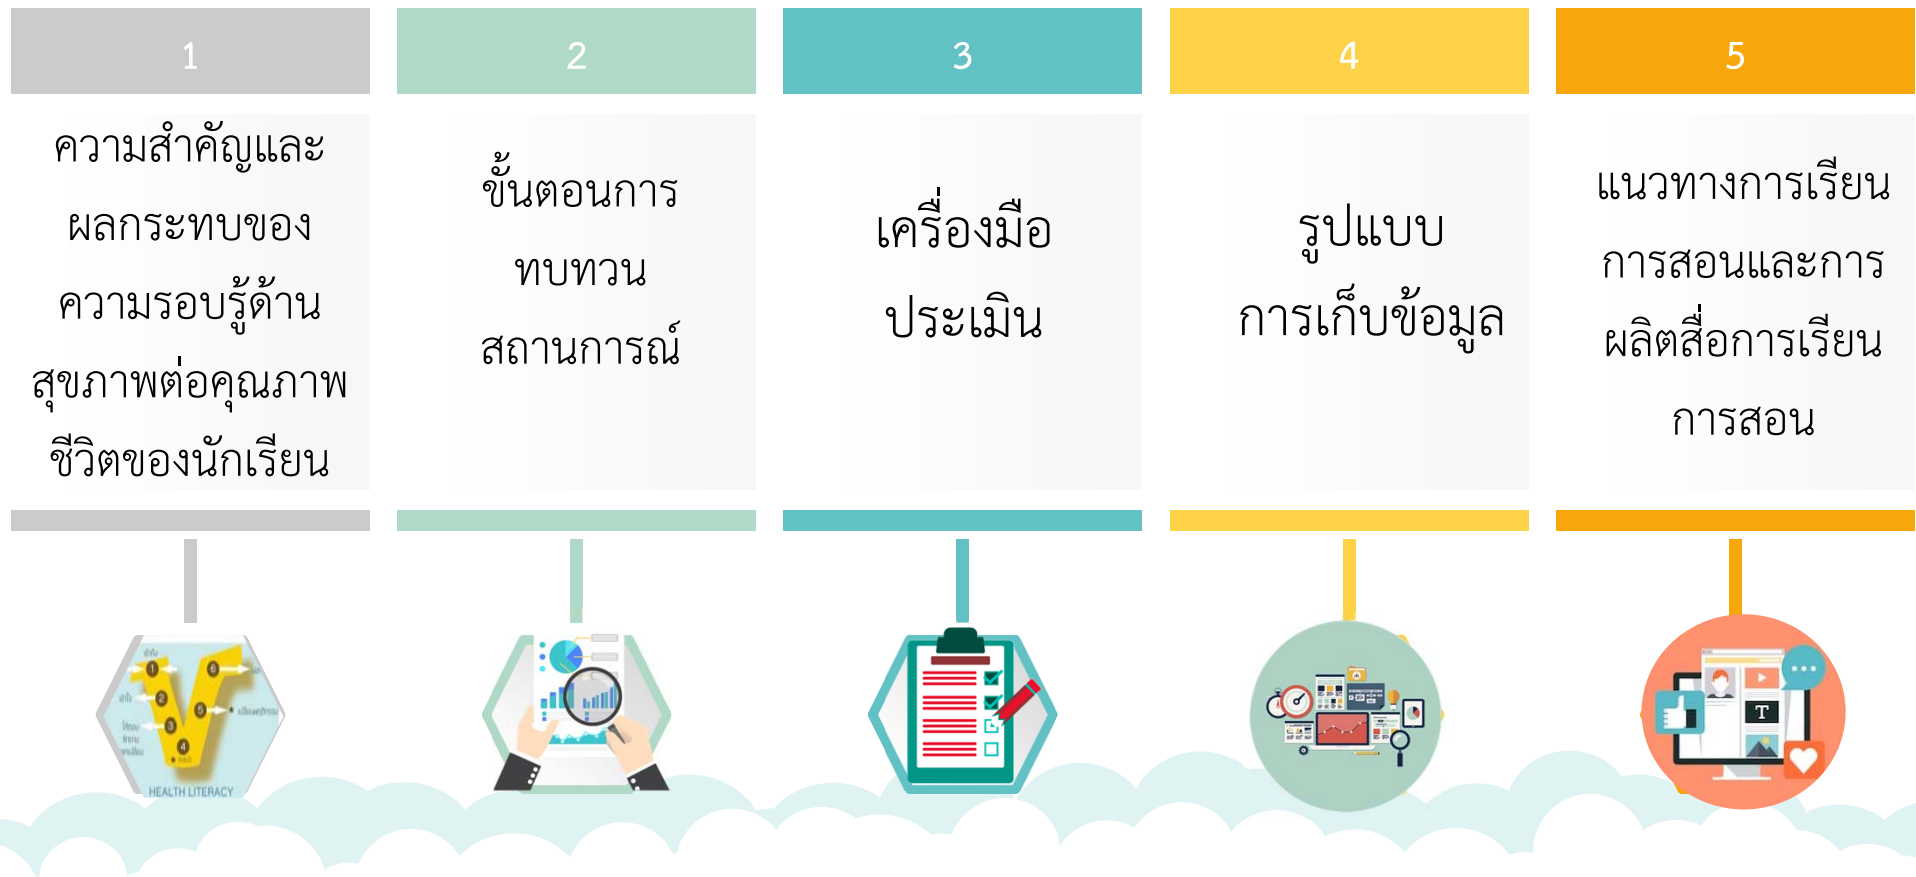 1
ความสำคัญและ
ผลกระทบของ
ความรอบรู้ด้าน
สุขภาพต่อคุณภาพ
ชีวิตของนักเรียน
2
ขั้นตอนการ
ทบทวน
สถานการณ์
3
เครื่องมือ
ประเมิน
4
รูปแบบ
การเก็บข้อมูล
5
แนวทางการเรียน
การสอนและการ
ผลิตสื่อการเรียน
การสอน
1
6
2
5
3
4
HEALTH LITERACY
T